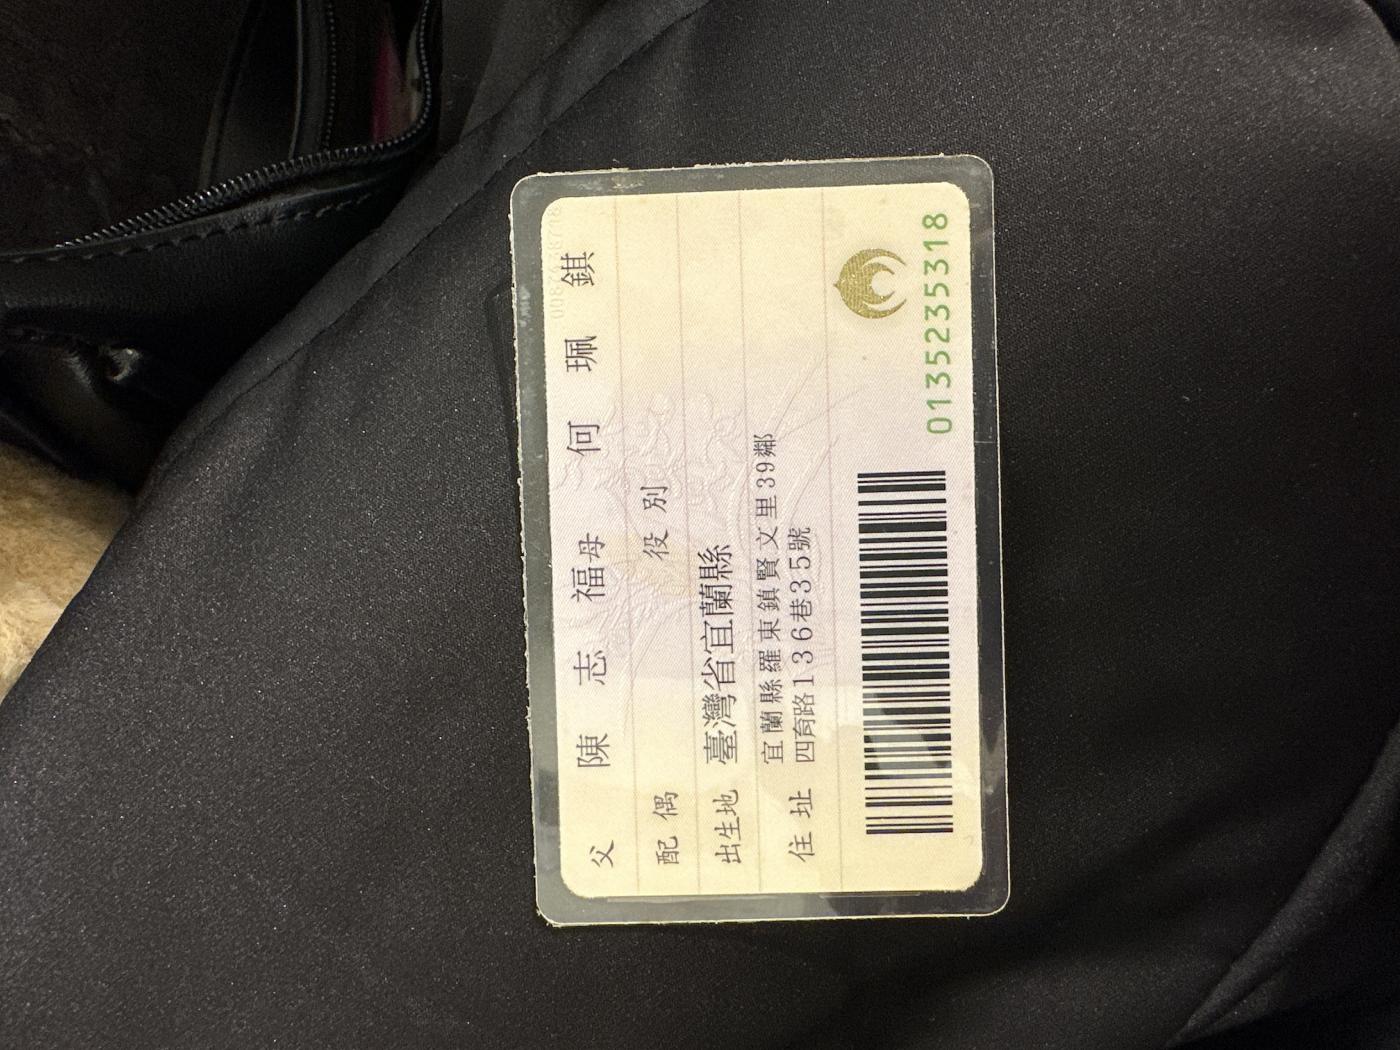 父 陳志福 母 何珮錤
配偶 役別
出生地 臺灣省宜蘭縣
住址 宜蘭縣羅東鎮賢文里39鄰
四育路136巷35號
0135235318